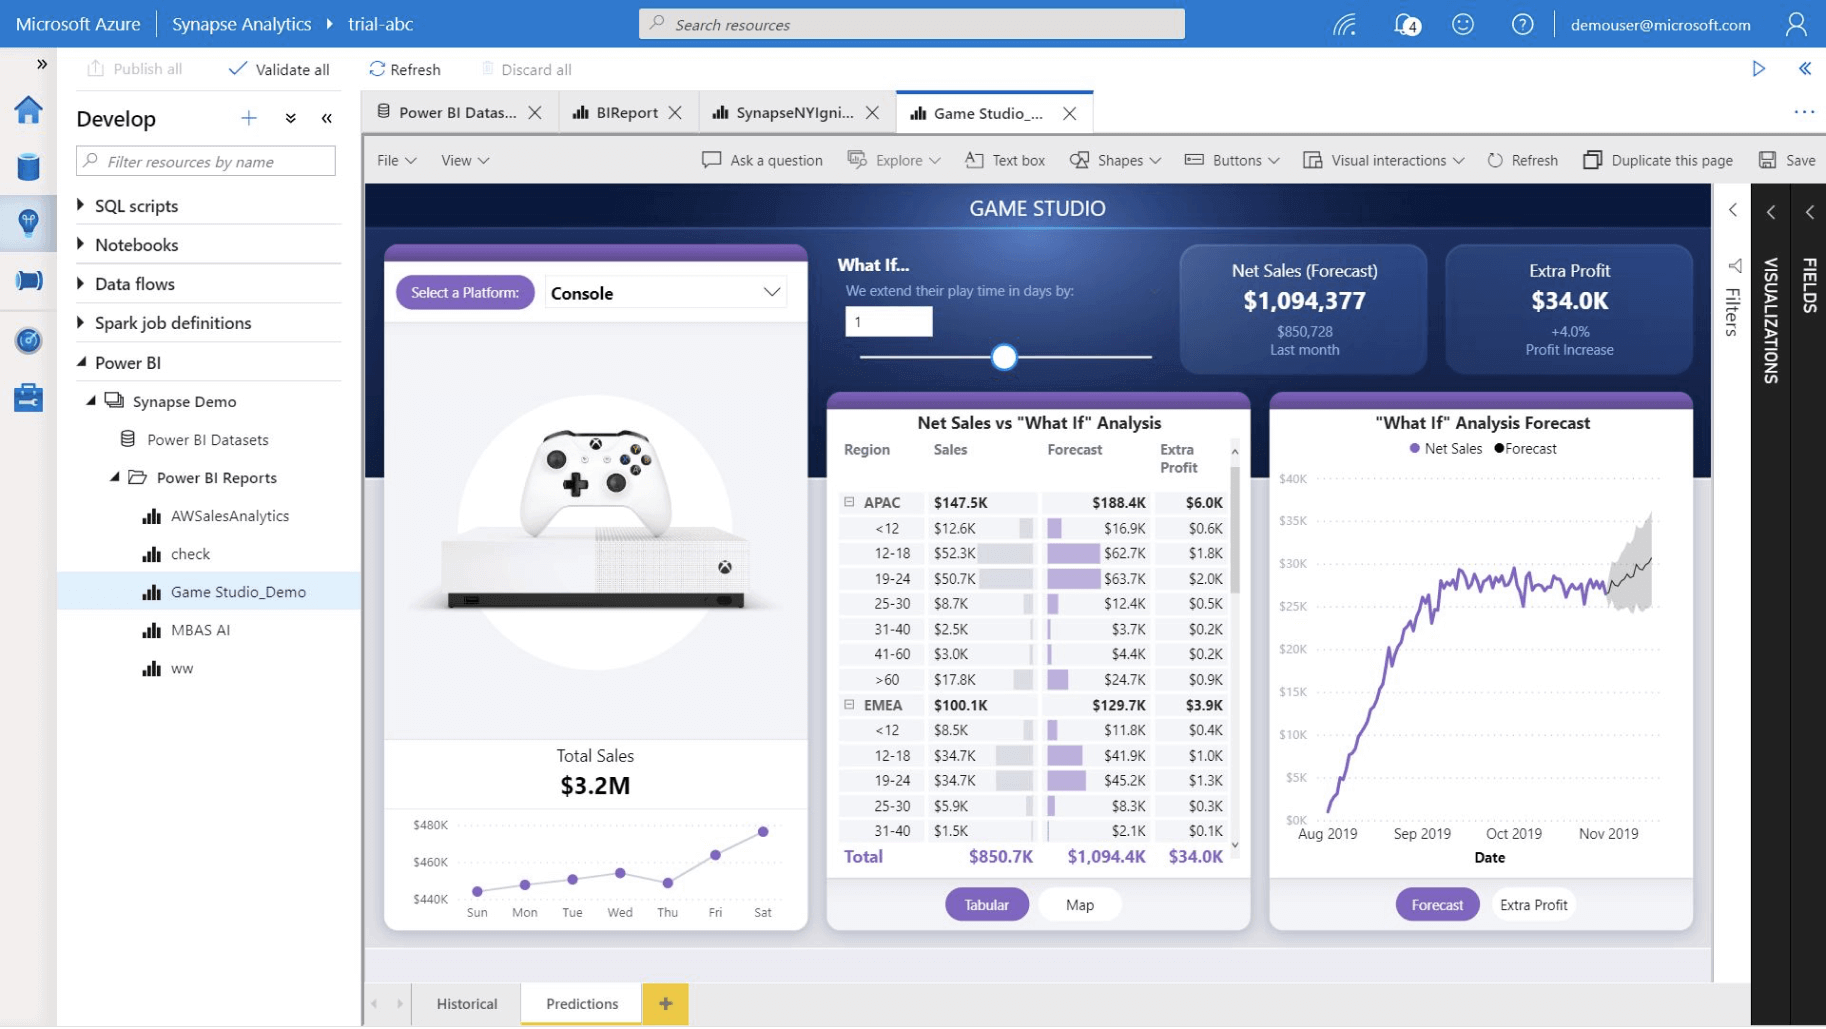 Microsoft Azure
Synapse Analytics
trial-abc
Search resources
4
demouser@microsoft.com
Publish all
Validate all
Refresh
Discard all
Develop
Filter resources by name
SQL scripts
Notebooks
Data flows
Spark job definitions
Power BI
Synapse Demo
Power BI Datasets
Power BI Reports
AWSalesAnalytics
check
Game Studio_Demo
MBAS AI
ww
Power BI Datas...
BIReport
SynapseNYIgni...
Game Studio_...
File
View
Ask a question
Explore
Text box
Shapes
Buttons
Visual interactions
Refresh
Duplicate this page
Save
GAME STUDIO
Select a Platform:
Console
Total Sales
$3.2M
$480K
$460K
$440K
Sun Mon Tue Wed Thu Fri Sat
What If...
We extend their play time in days by:
1
Net Sales (Forecast)
$1,094,377
$850,728
Last month
Extra Profit
$34.0K
+4.0%
Profit Increase
Net Sales vs "What If" Analysis
Region Sales Forecast Extra
Profit
APAC $147.5K $188.4K $6.0K
<12 $12.6K $16.9K $0.6K
12-18 $52.3K $62.7K $1.8K
19-24 $50.7K $63.7K $2.0K
25-30 $8.7K $12.4K $0.5K
31-40 $2.5K $3.7K $0.2K
41-60 $3.0K $4.4K $0.2K
>60 $17.8K $24.7K $0.9K
EMEA $100.1K $129.7K $3.9K
<12 $8.5K $11.8K $0.4K
12-18 $34.7K $41.9K $1.0K
19-24 $34.7K $45.2K $1.3K
25-30 $5.9K $8.3K $0.3K
31-40 $1.5K $2.1K $0.1K
Total $850.7K $1,094.4K $34.0K
Tabular
Map
"What If" Analysis Forecast
Net Sales Forecast
$40K
$35K
$30K
$25K
$20K
$15K
$10K
$5K
$0K
Aug 2019 Sep 2019 Oct 2019 Nov 2019
Date
Forecast
Extra Profit
Filters
VISUALIZATIONS
FIELDS
Historical
Predictions